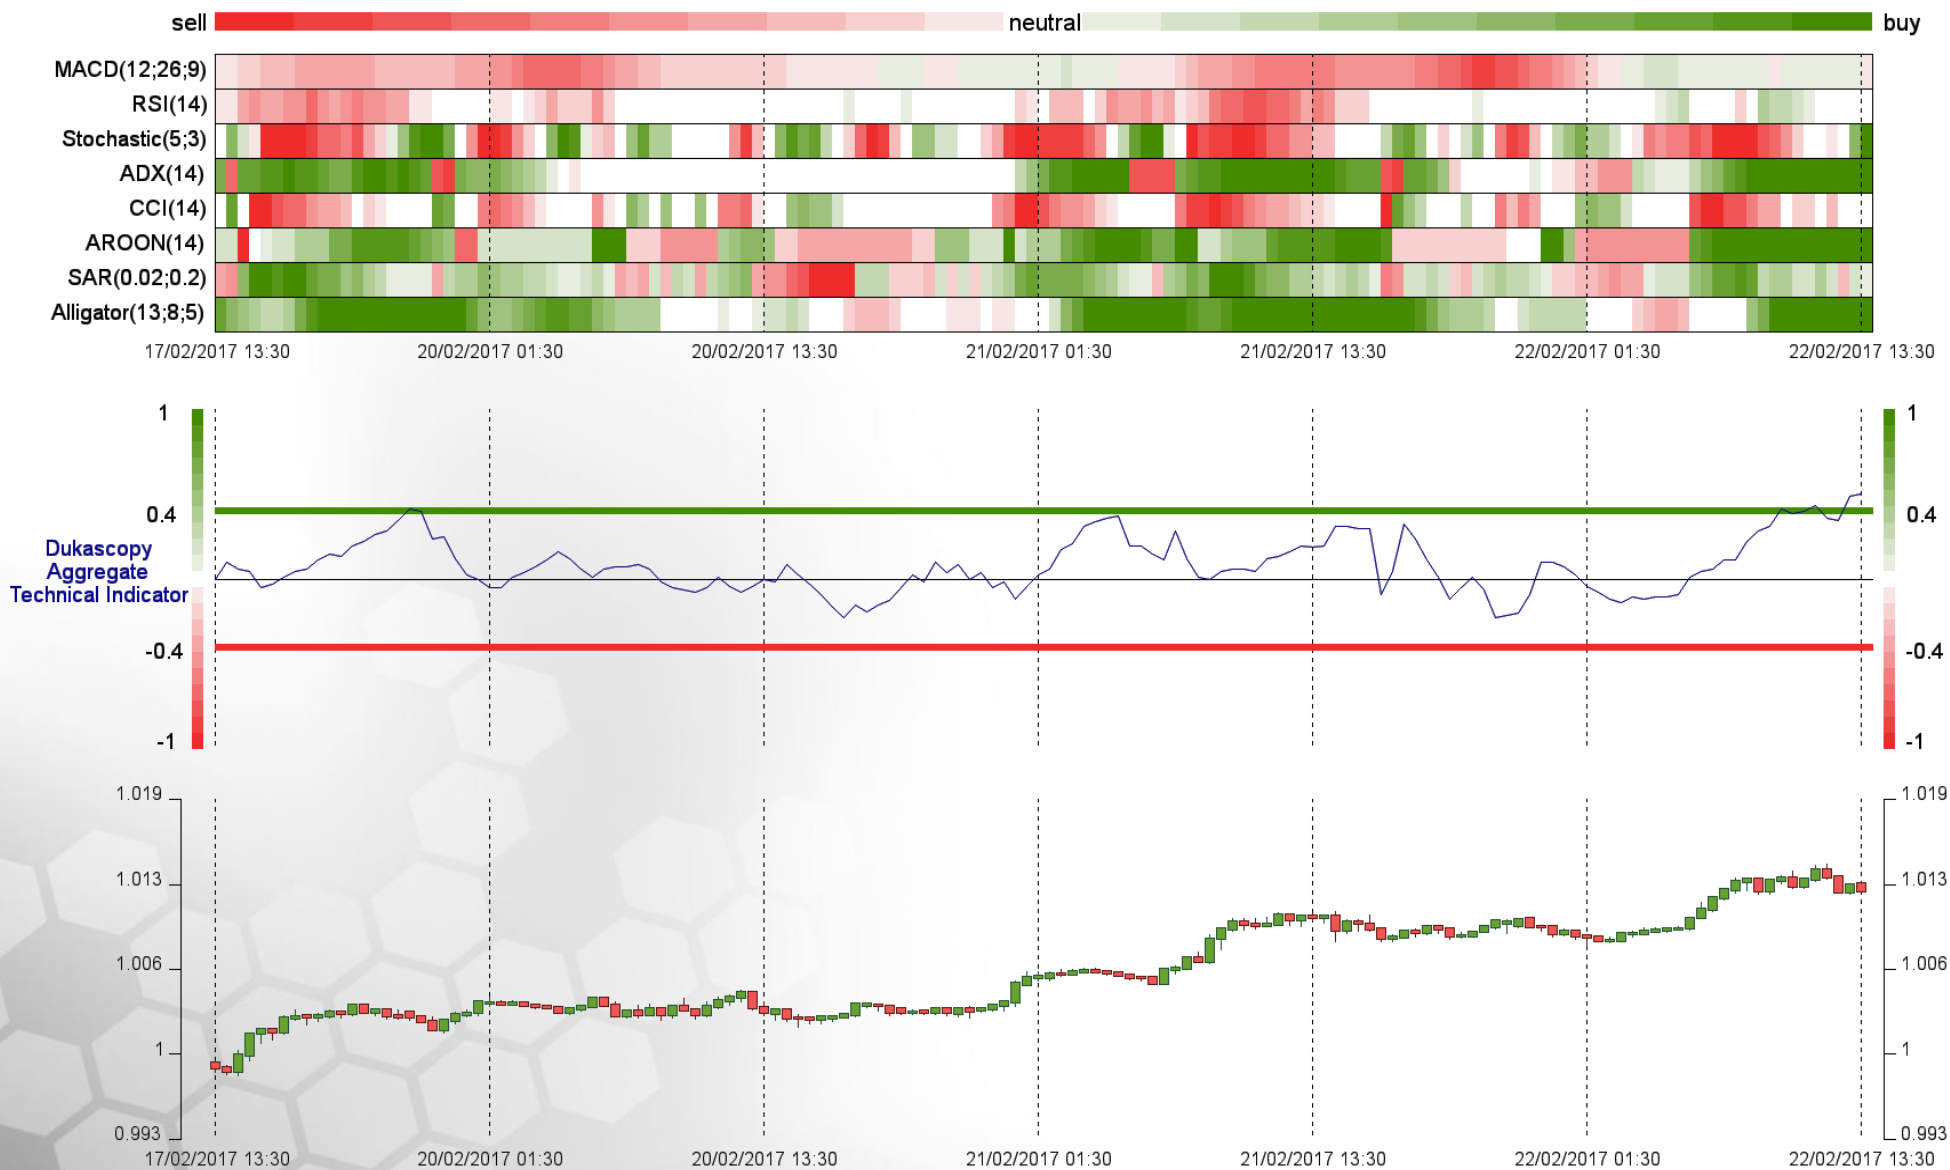 sell neutral buy
MACD(12;26;9)
RSI(14)
Stochastic(5;3)
ADX(14)
CCI(14)
AROON(14)
SAR(0.02;0.2)
Alligator(13;8;5)
17/02/2017 13:30 20/02/2017 01:30 20/02/2017 13:30 21/02/2017 01:30 21/02/2017 13:30 22/02/2017 01:30 22/02/2017 13:30
1 1
0.4 0.4
Dukascopy
Aggregate
Technical Indicator
-0.4 -0.4
-1 -1
1.019 1.019
1.013 1.013
1.006 1.006
1 1
0.993 0.993
17/02/2017 13:30 20/02/2017 01:30 20/02/2017 13:30 21/02/2017 01:30 21/02/2017 13:30 22/02/2017 01:30 22/02/2017 13:30